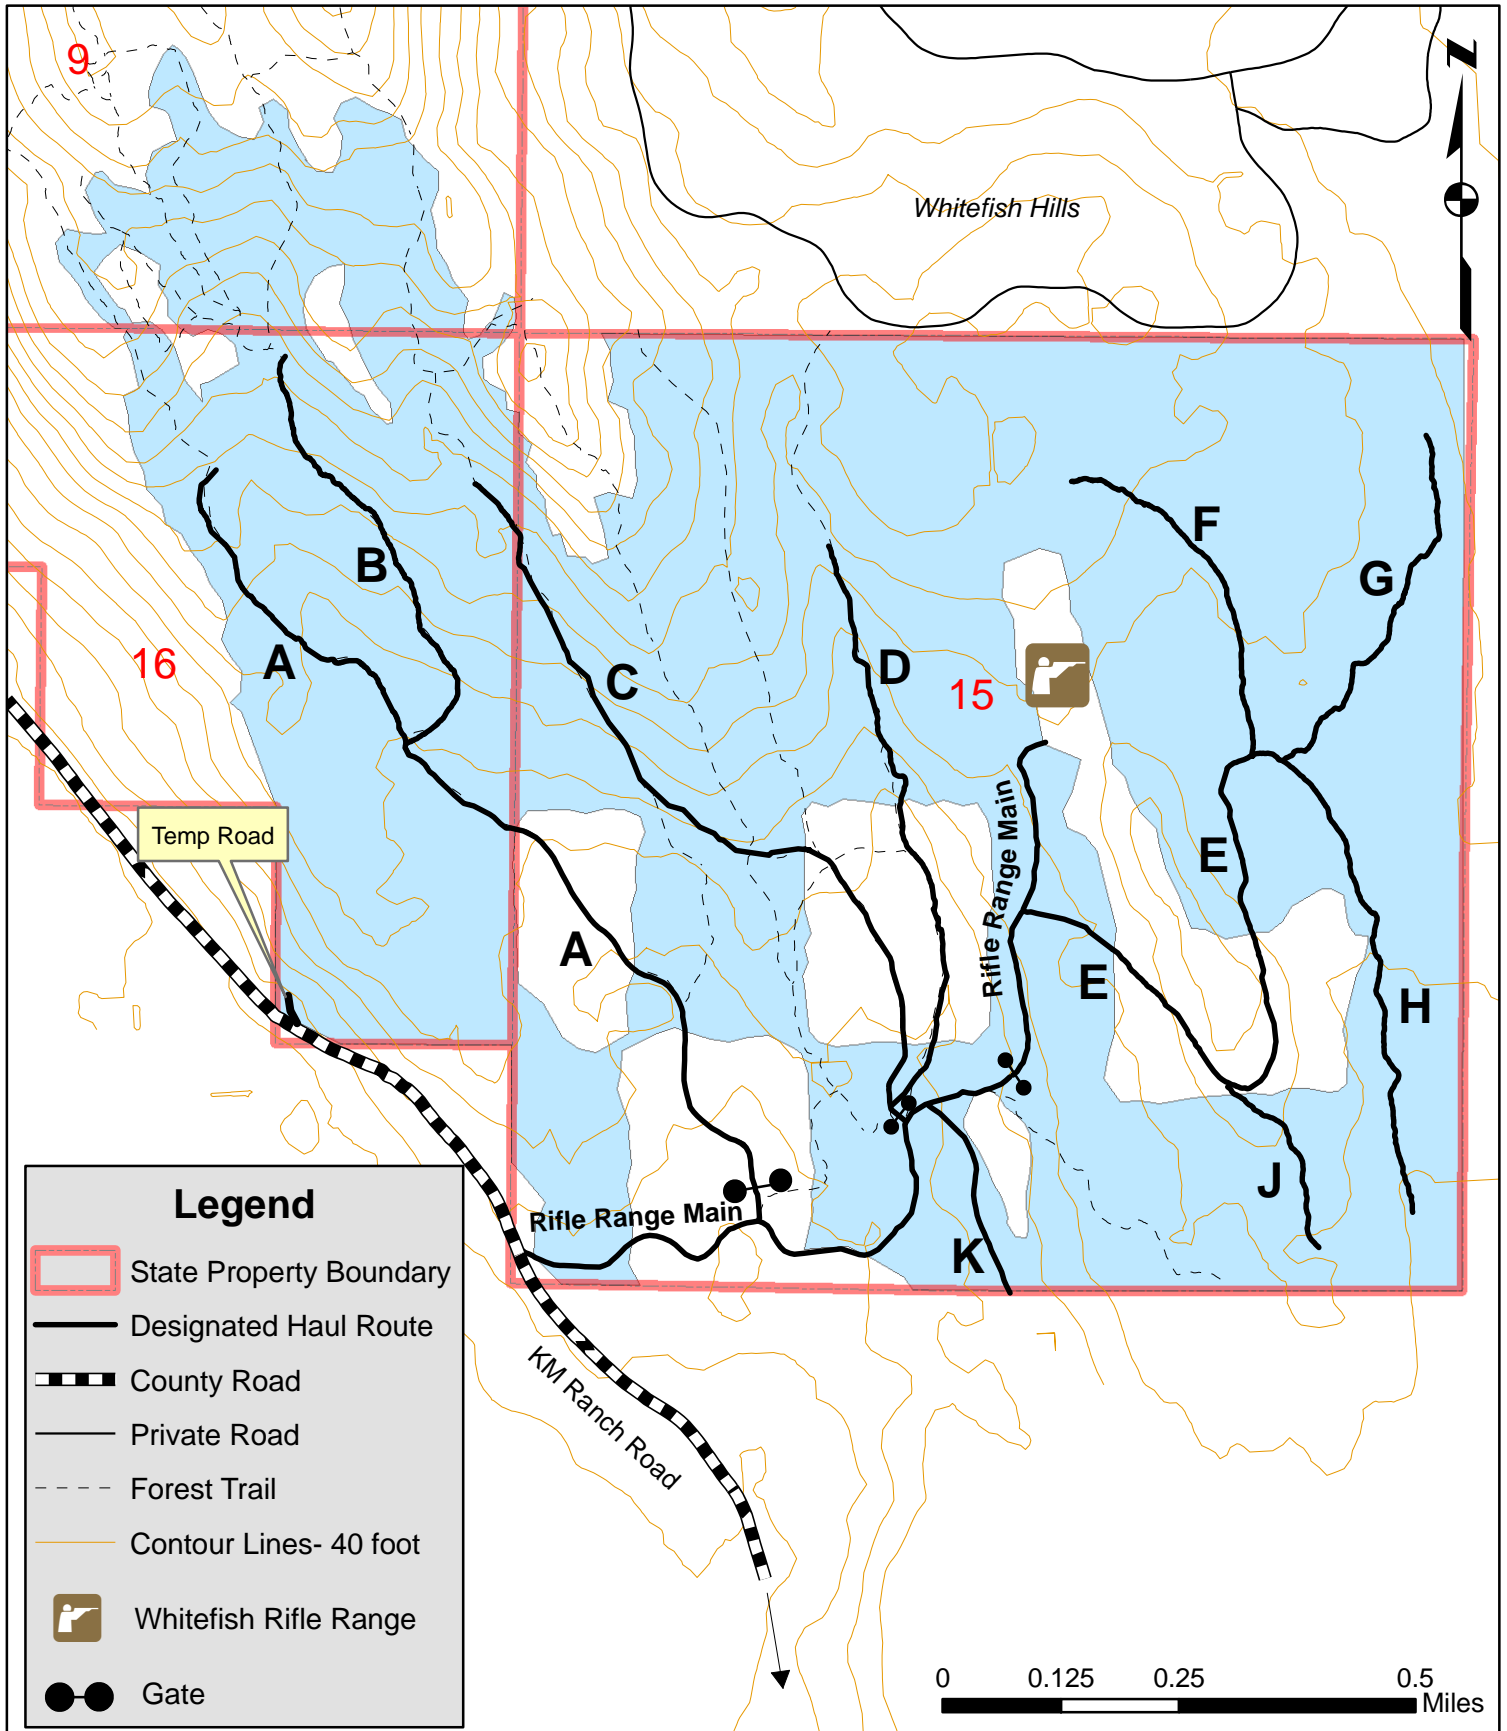 9
Z
Whitefish Hills
F
B
G
16
A
C
D
15
Rifle Range Main
Temp Road
E
A
E
H
J
Rifle Range Main
K
KM Ranch Road
Legend
State Property Boundary
Designated Haul Route
County Road
Private Road
Forest Trail
Contour Lines- 40 foot
Whitefish Rifle Range
Gate
0 0.125 0.25 0.5
Miles